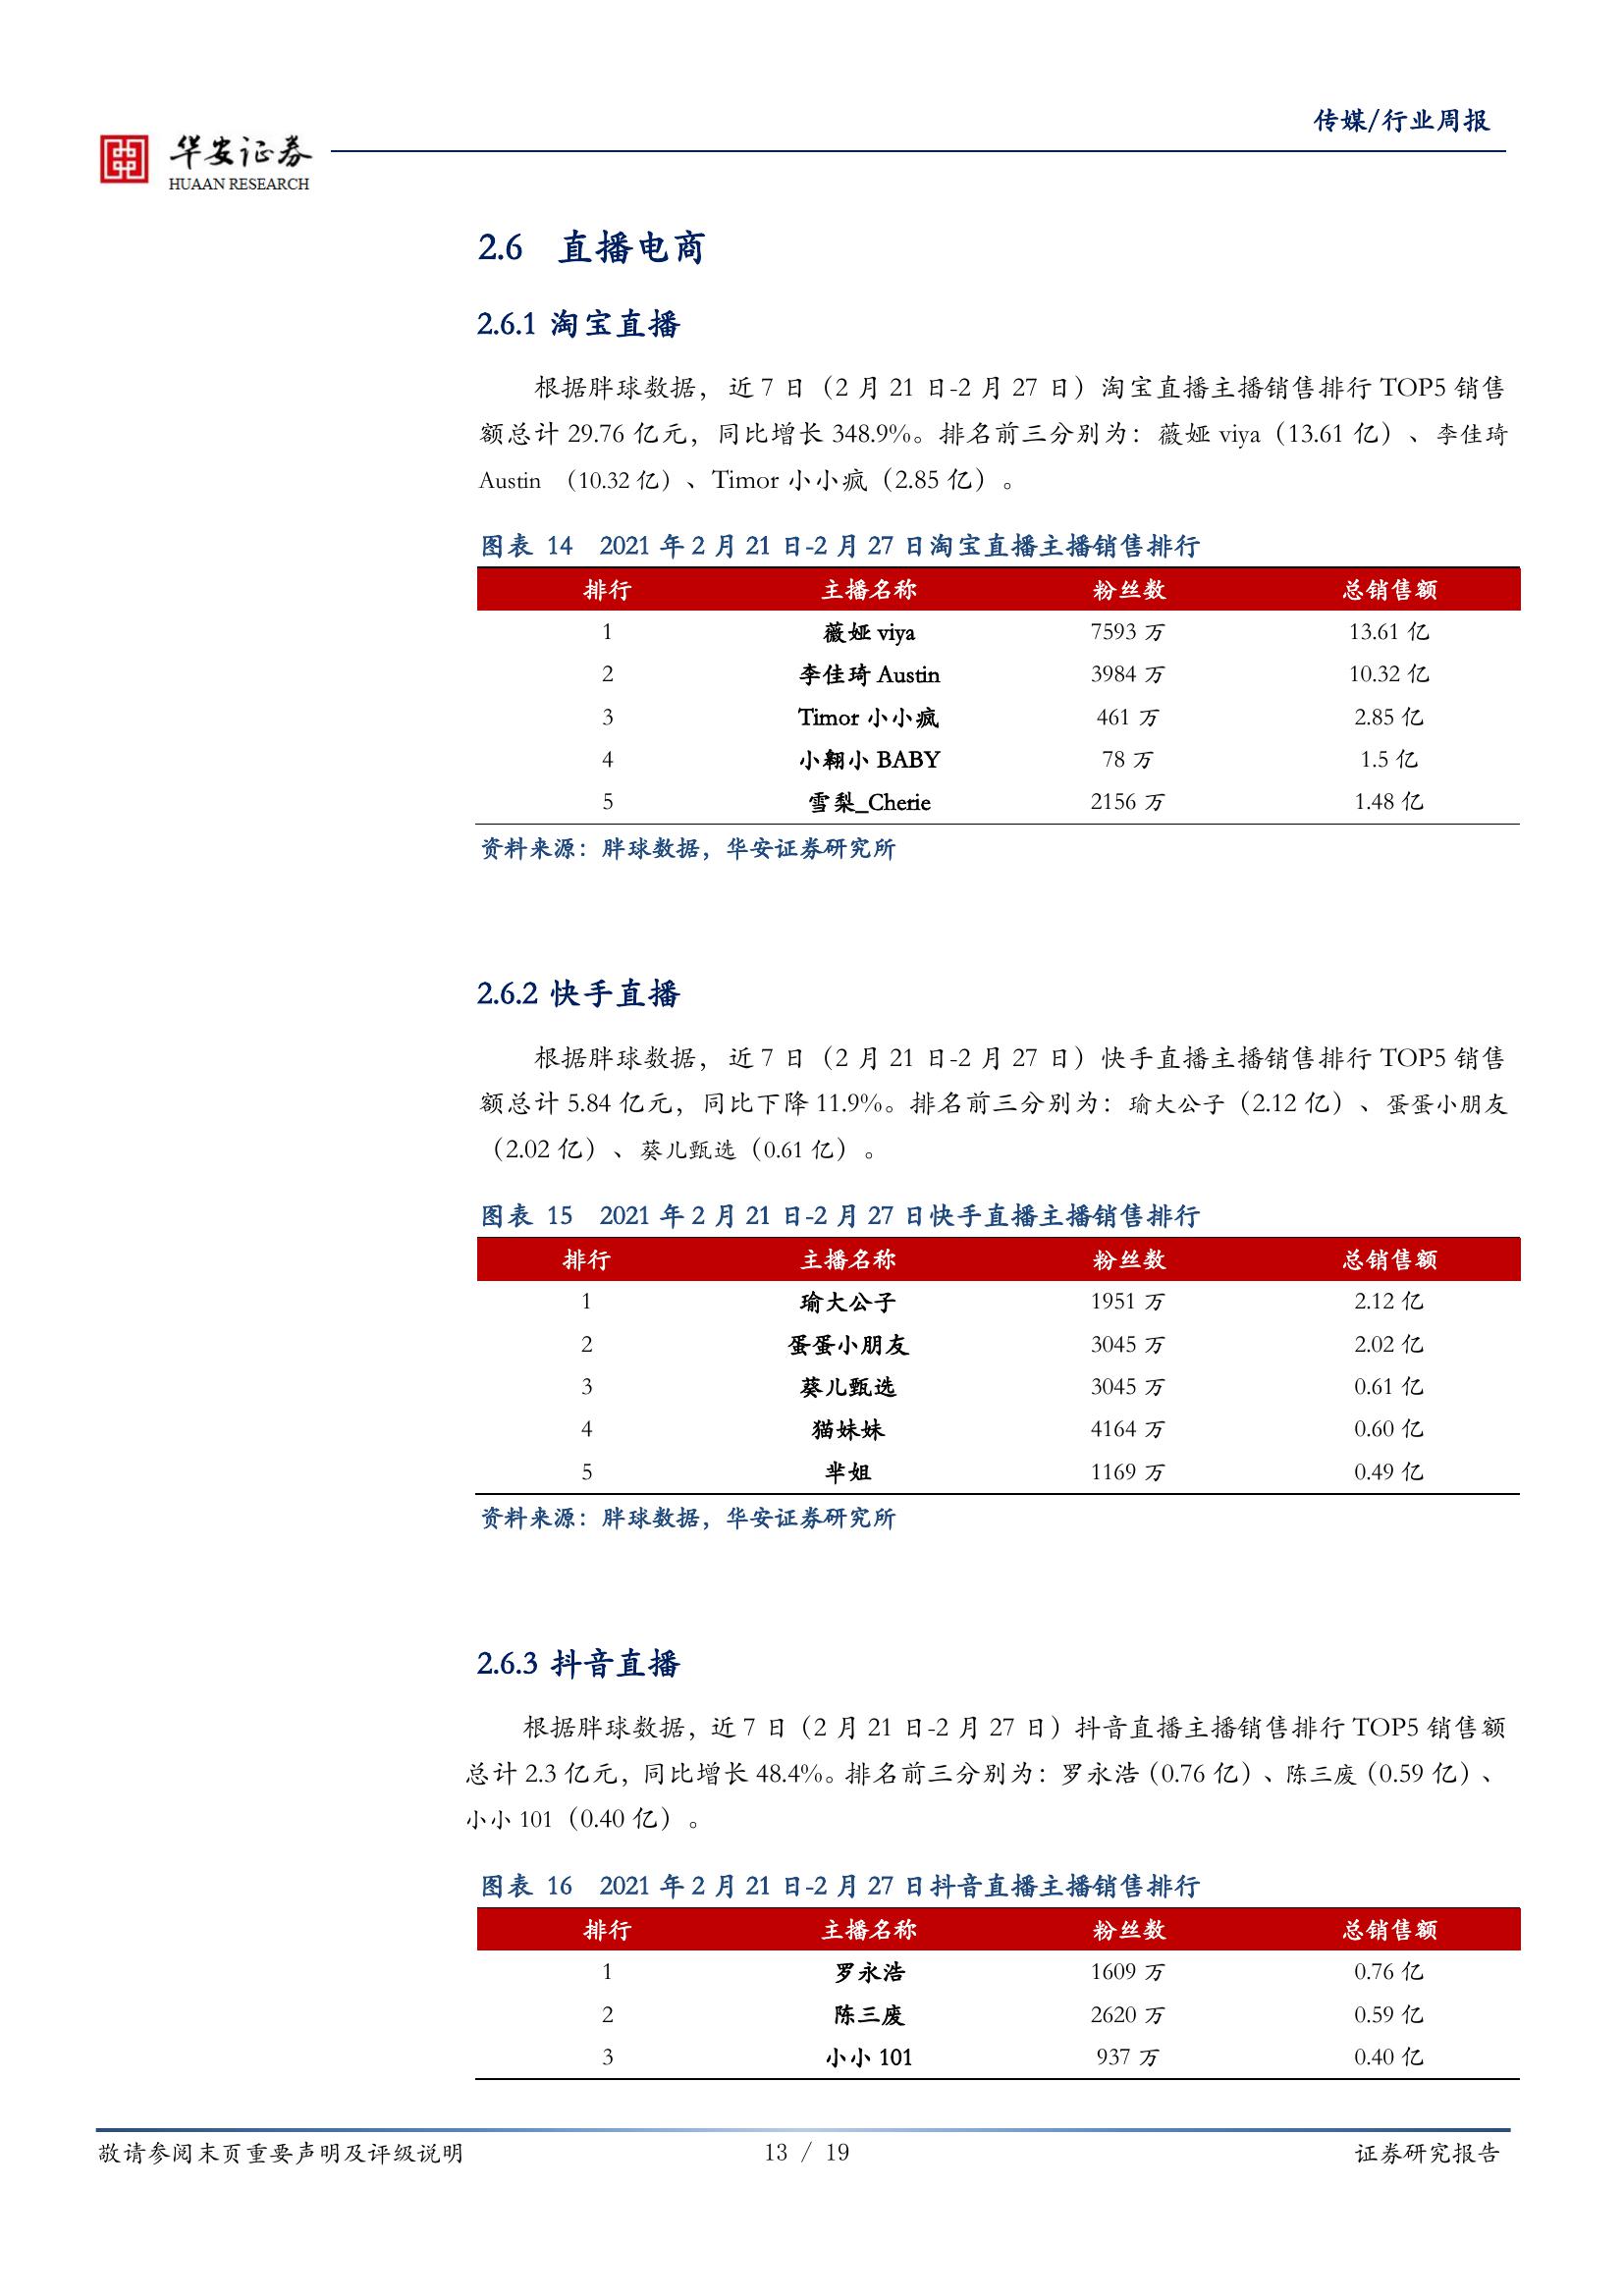 传媒/行业周报
华安证券
HUAAN RESEARCH
2.6 直播电商
2.6.1 淘宝直播
根据胖球数据，近 7 日（2 月 21 日-2 月 27 日）淘宝直播主播销售排行 TOP5 销售
额总计 29.76 亿元，同比增长 348.9%。排名前三分别为：薇娅 viya（13.61 亿）、李佳琦
Austin （10.32 亿）、Timor 小小疯（2.85 亿）。
图表 14 2021 年 2 月 21 日-2 月 27 日淘宝直播主播销售排行
排行 主播名称 粉丝数 总销售额
1 薇娅 viya 7593 万 13.61 亿
2 李佳琦 Austin 3984 万 10.32 亿
3 Timor 小小疯 461 万 2.85 亿
4 小翱小 BABY 78 万 1.5 亿
5 雪梨_Cherie 2156 万 1.48 亿
资料来源：胖球数据，华安证券研究所
2.6.2 快手直播
根据胖球数据，近 7 日（2 月 21 日-2 月 27 日）快手直播主播销售排行 TOP5 销售
额总计 5.84 亿元，同比下降 11.9%。排名前三分别为：瑜大公子（2.12 亿）、蛋蛋小朋友
（2.02 亿）、葵儿甄选（0.61 亿）。
图表 15 2021 年 2 月 21 日-2 月 27 日快手直播主播销售排行
排行 主播名称 粉丝数 总销售额
1 瑜大公子 1951 万 2.12 亿
2 蛋蛋小朋友 3045 万 2.02 亿
3 葵儿甄选 3045 万 0.61 亿
4 猫妹妹 4164 万 0.60 亿
5 芈姐 1169 万 0.49 亿
资料来源：胖球数据，华安证券研究所
2.6.3 抖音直播
根据胖球数据，近 7 日（2 月 21 日-2 月 27 日）抖音直播主播销售排行 TOP5 销售额
总计 2.3 亿元，同比增长 48.4%。排名前三分别为：罗永浩（0.76 亿）、陈三废（0.59 亿）、
小小 101（0.40 亿）。
图表 16 2021 年 2 月 21 日-2 月 27 日抖音直播主播销售排行
排行 主播名称 粉丝数 总销售额
1 罗永浩 1609 万 0.76 亿
2 陈三废 2620 万 0.59 亿
3 小小 101 937 万 0.40 亿
敬请参阅末页重要声明及评级说明 13 / 19 证券研究报告